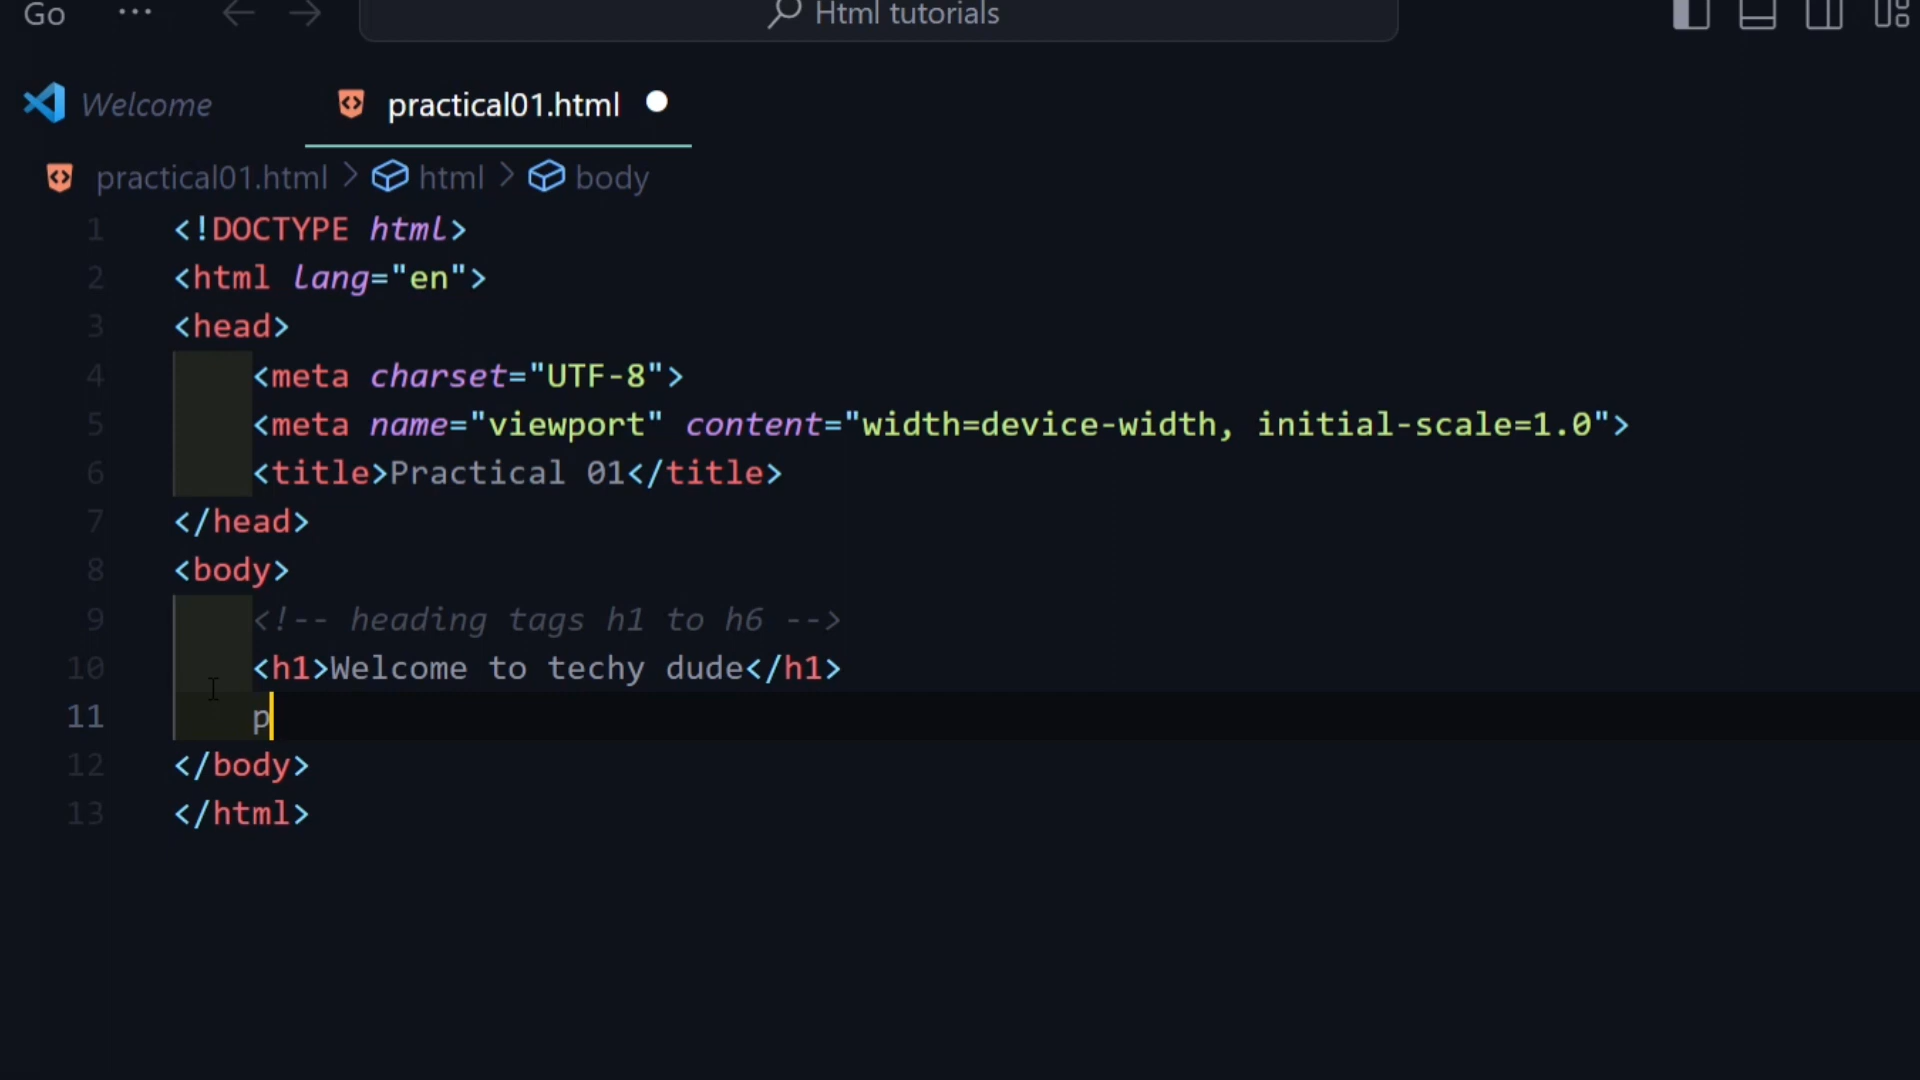 Go ··· Html tutorials
Welcome practical01.html
practical01.html > html > body
1 <!DOCTYPE html>
2 <html lang="en">
3 <head>
4 <meta charset="UTF-8">
5 <meta name="viewport" content="width=device-width, initial-scale=1.0">
6 <title>Practical 01</title>
7 </head>
8 <body>
9 <!-- heading tags h1 to h6 -->
10 <h1>Welcome to techy dude</h1>
11 p
12 </body>
13 </html>